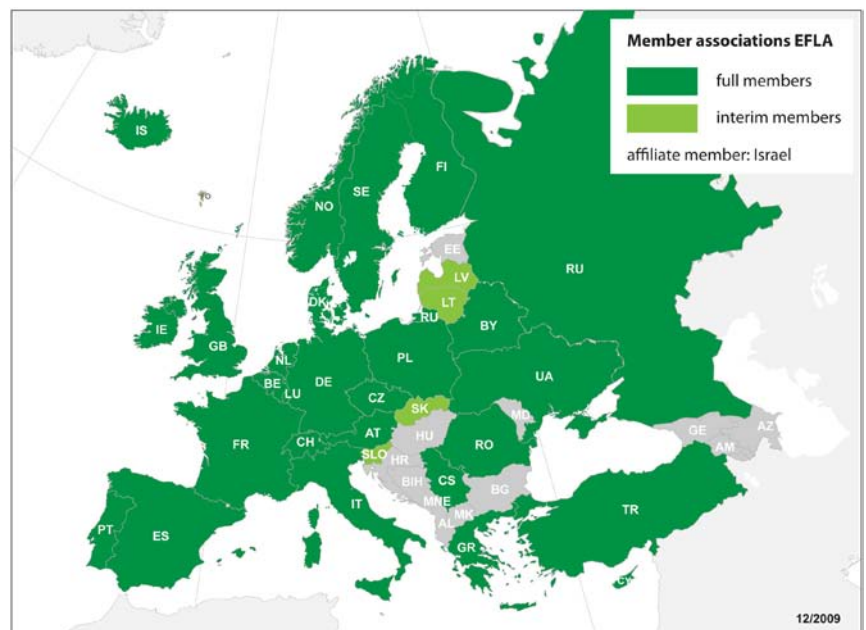 Member associations EFLA
full members
interim members
affiliate member: Israel
IS
FI
SE
NO
EE
LV
RU
LT
DK
RU
BY
IE
GB
NL
PL
BE
DE
UA
LU
CZ
SK
MD
AT
HU
FR
CH
RO
GE
AZ
SLO
HR
AM
BIH
CS
BG
IT
MNE
MK
TR
PT
ES
AL
GR
CY
12/2009